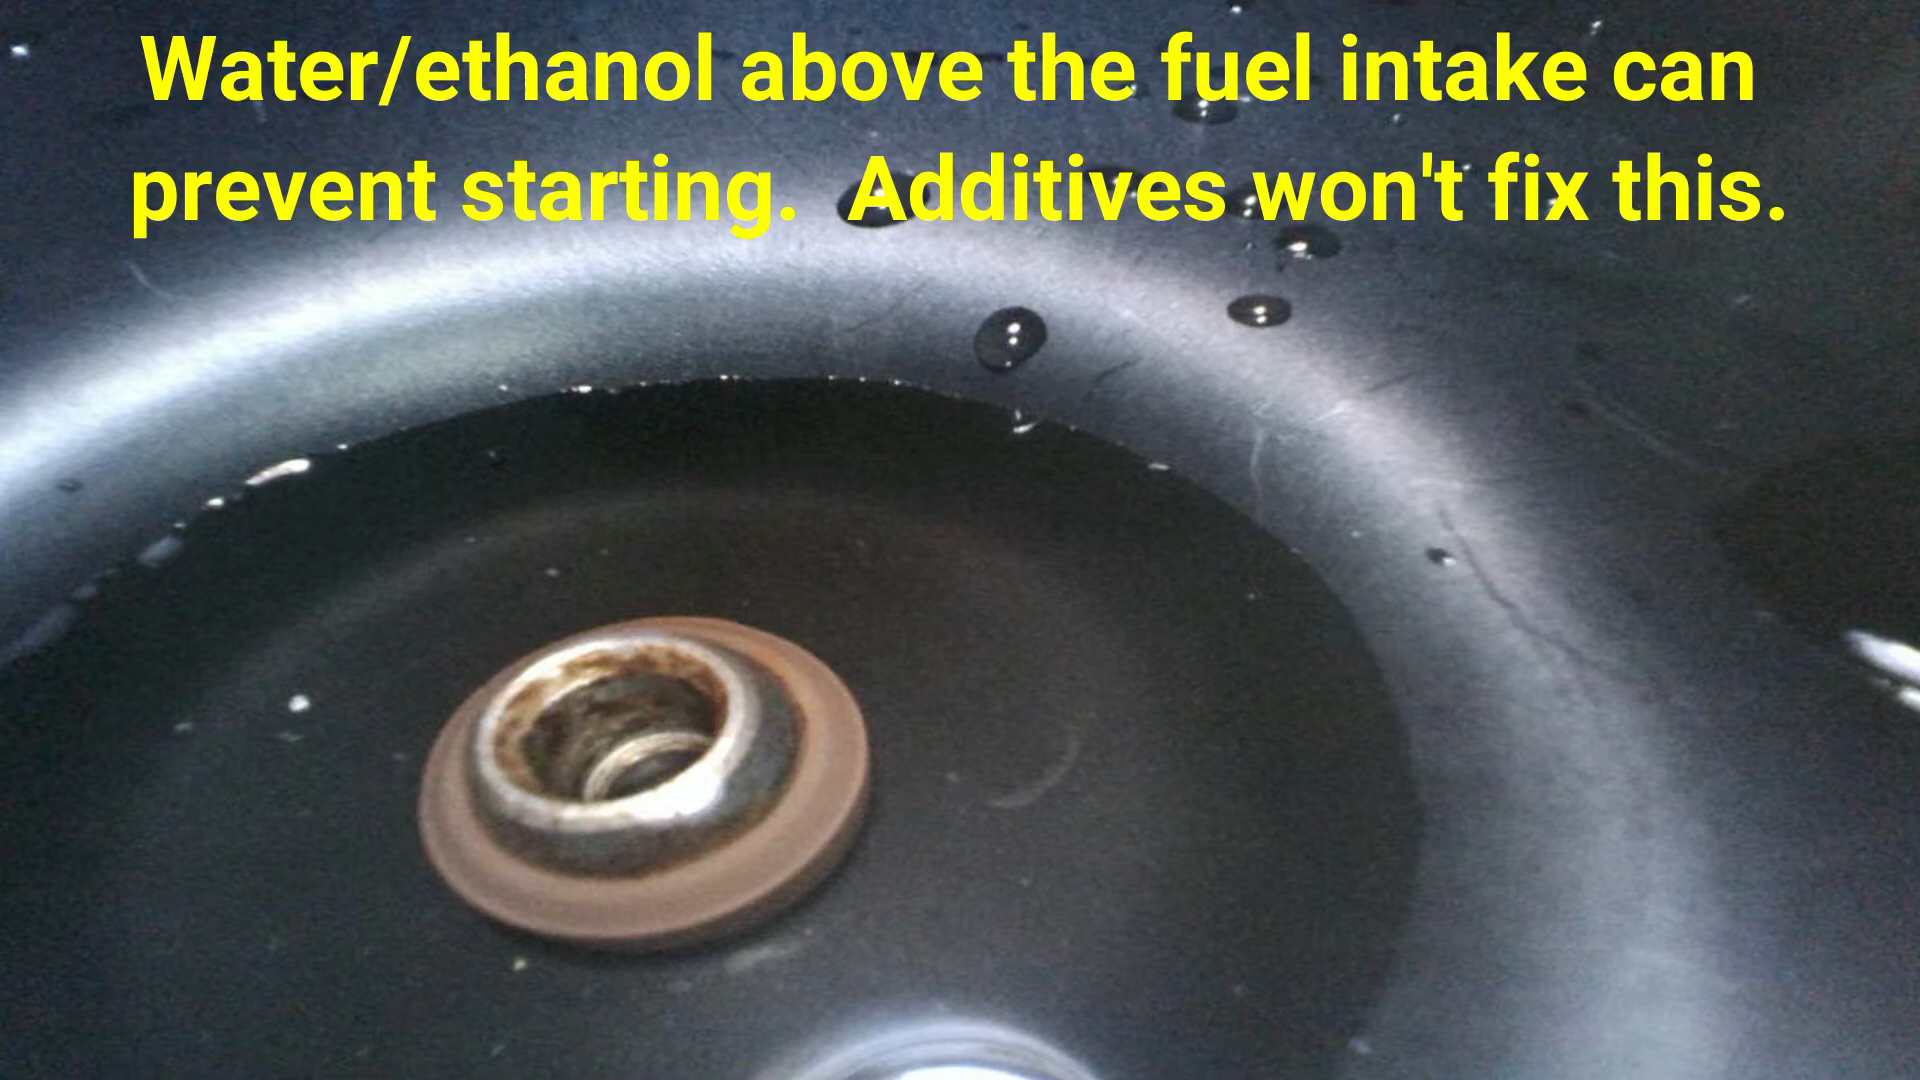 Water/ethanol above the fuel intake can
prevent starting.  Additives won't fix this.